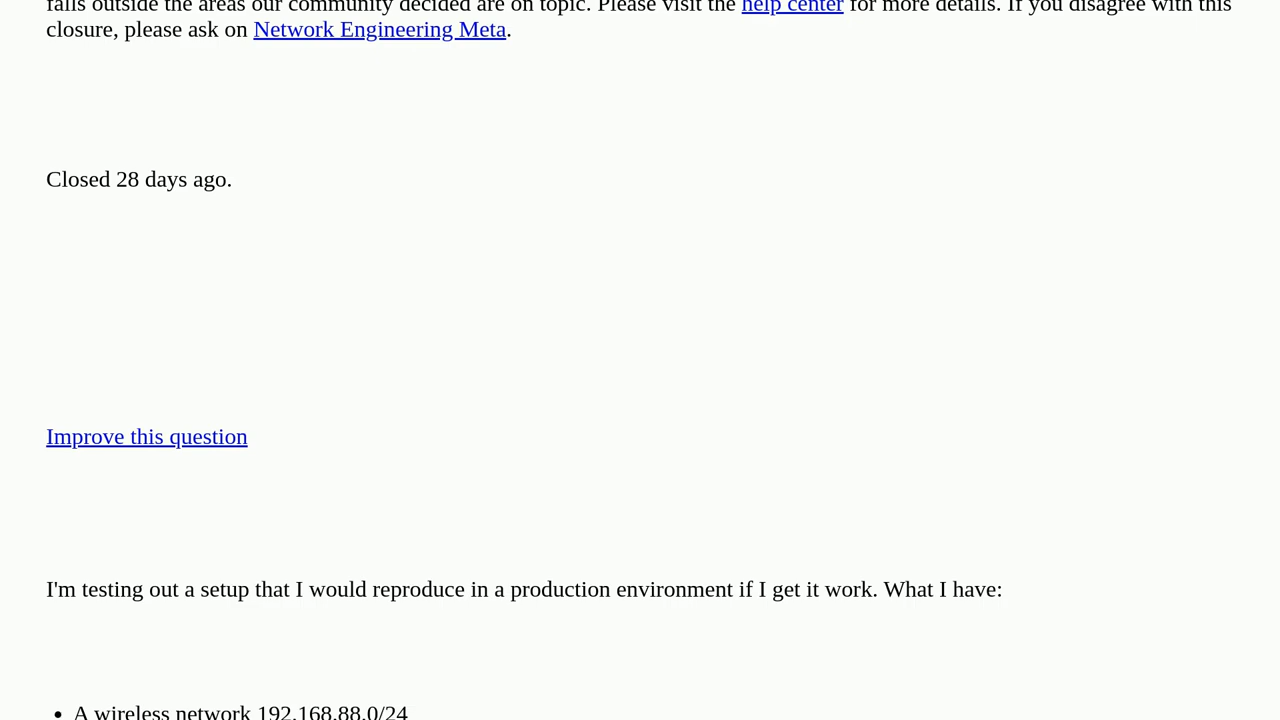 falls outside the areas our community decided are on topic. Please visit the help center for more details. If you disagree with this
closure, please ask on Network Engineering Meta.
Closed 28 days ago.
Improve this question
I'm testing out a setup that I would reproduce in a production environment if I get it work. What I have:
• A wireless network 192.168.88.0/24